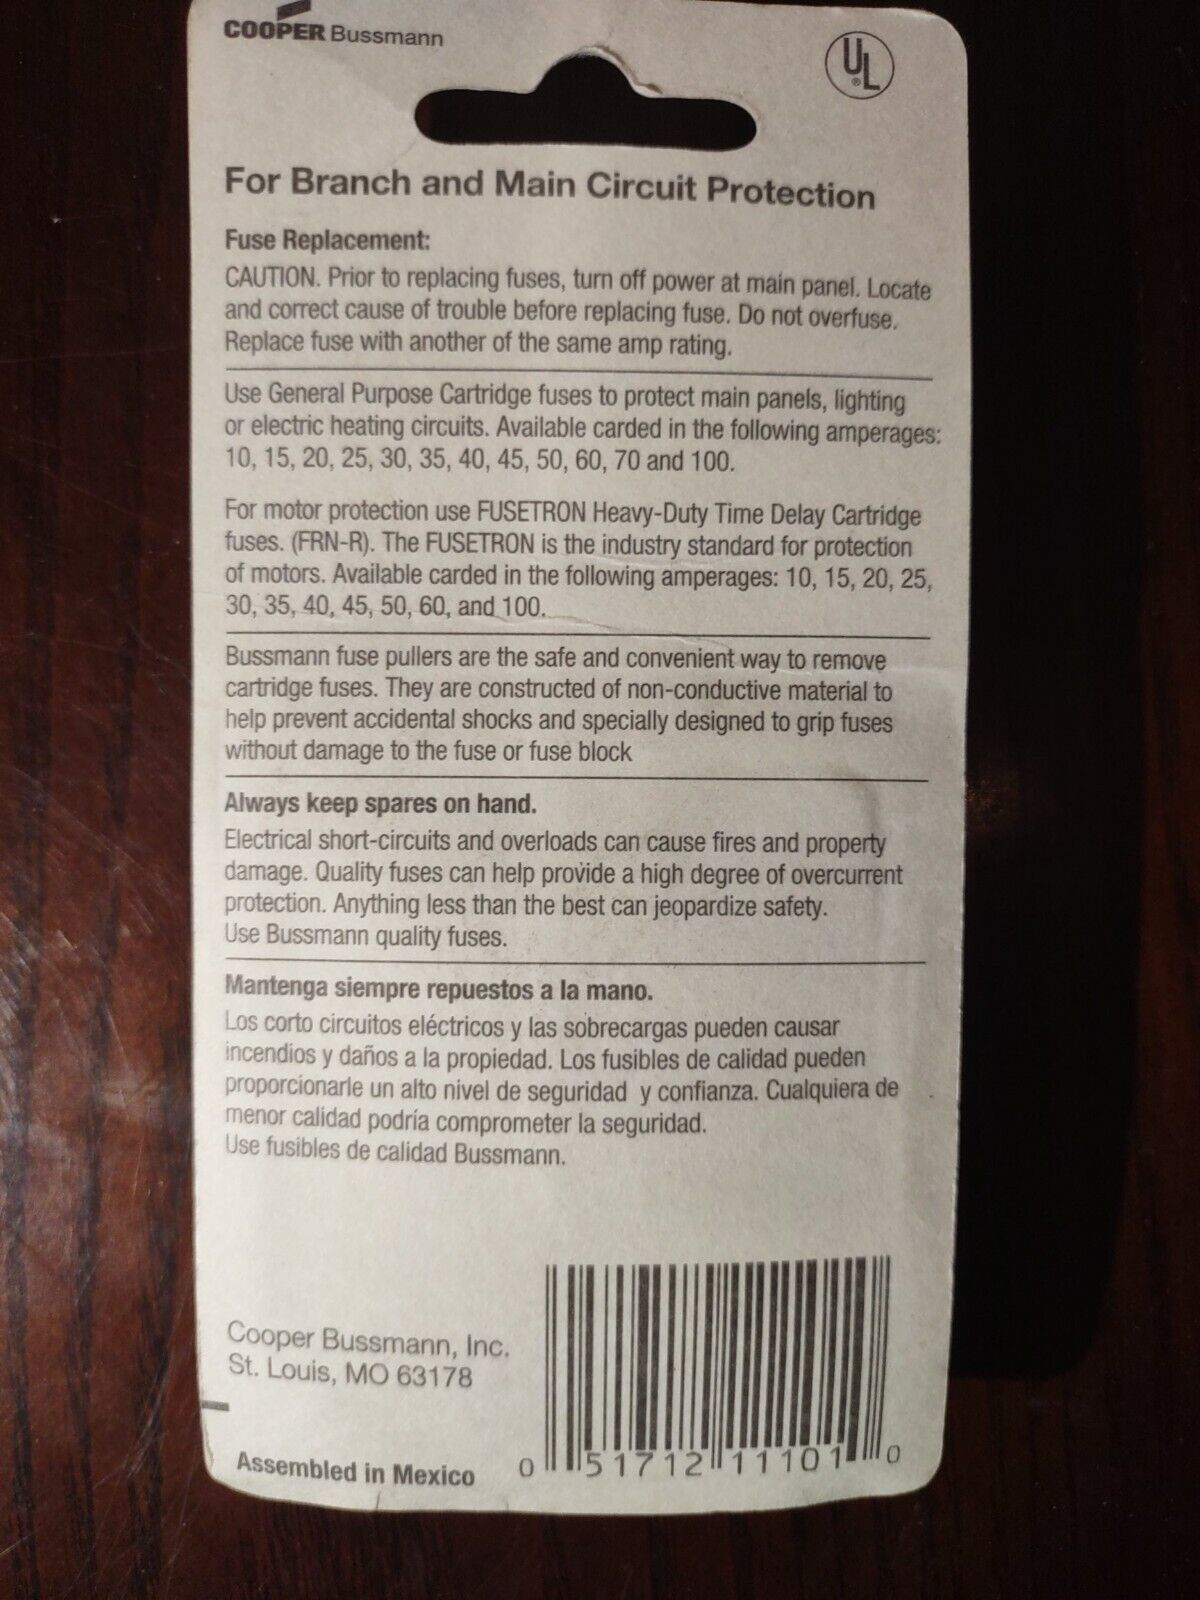 COOPER Bussmann
UL
®
For Branch and Main Circuit Protection
Fuse Replacement:
CAUTION. Prior to replacing fuses, turn off power at main panel. Locate
and correct cause of trouble before replacing fuse. Do not overfuse.
Replace fuse with another of the same amp rating.
Use General Purpose Cartridge fuses to protect main panels, lighting
or electric heating circuits. Available carded in the following amperages:
10, 15, 20, 25, 30, 35, 40, 45, 50, 60, 70 and 100.
For motor protection use FUSETRON Heavy-Duty Time Delay Cartridge
fuses. (FRN-R). The FUSETRON is the industry standard for protection
of motors. Available carded in the following amperages: 10, 15, 20, 25,
30, 35, 40, 45, 50, 60, and 100.
Bussmann fuse pullers are the safe and convenient way to remove
cartridge fuses. They are constructed of non-conductive material to
help prevent accidental shocks and specially designed to grip fuses
without damage to the fuse or fuse block
Always keep spares on hand.
Electrical short-circuits and overloads can cause fires and property
damage. Quality fuses can help provide a high degree of overcurrent
protection. Anything less than the best can jeopardize safety.
Use Bussmann quality fuses.
Mantenga siempre repuestos a la mano.
Los corto circuitos eléctricos y las sobrecargas pueden causar
incendios y daños a la propiedad. Los fusibles de calidad pueden
proporcionarle un alto nivel de seguridad y confianza. Cualquiera de
menor calidad podría comprometer la seguridad.
Use fusibles de calidad Bussmann.
Cooper Bussmann, Inc.
St. Louis, MO 63178
Assembled in Mexico
0 51712 11101 0